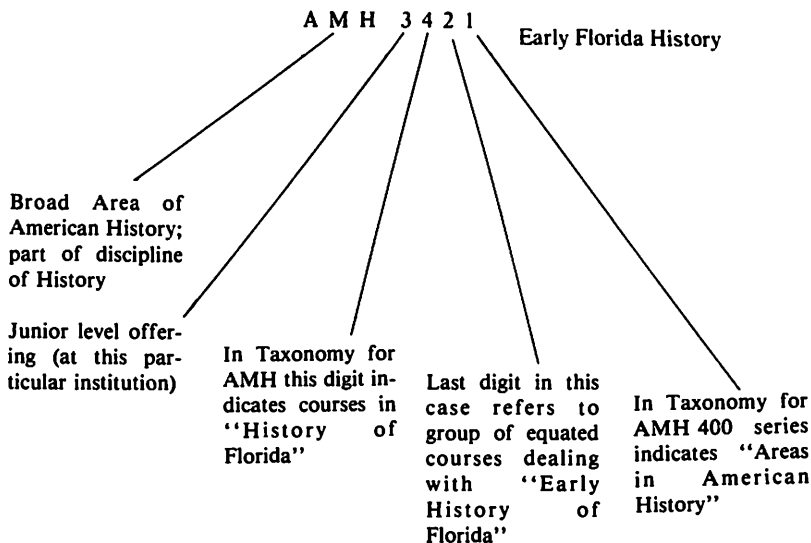 A M H 3 4 2 1
Early Florida History
Broad Area of
American History;
part of discipline
of History
Junior level offer-
ing (at this par-
ticular institution)
In Taxonomy for
AMH this digit in-
dicates courses in
‘‘History of
Florida’’
Last digit in this
case refers to
group of equated
courses dealing
with ‘‘Early
History of
Florida’’
In Taxonomy for
AMH 400 series
indicates ‘‘Areas
in American
History’’